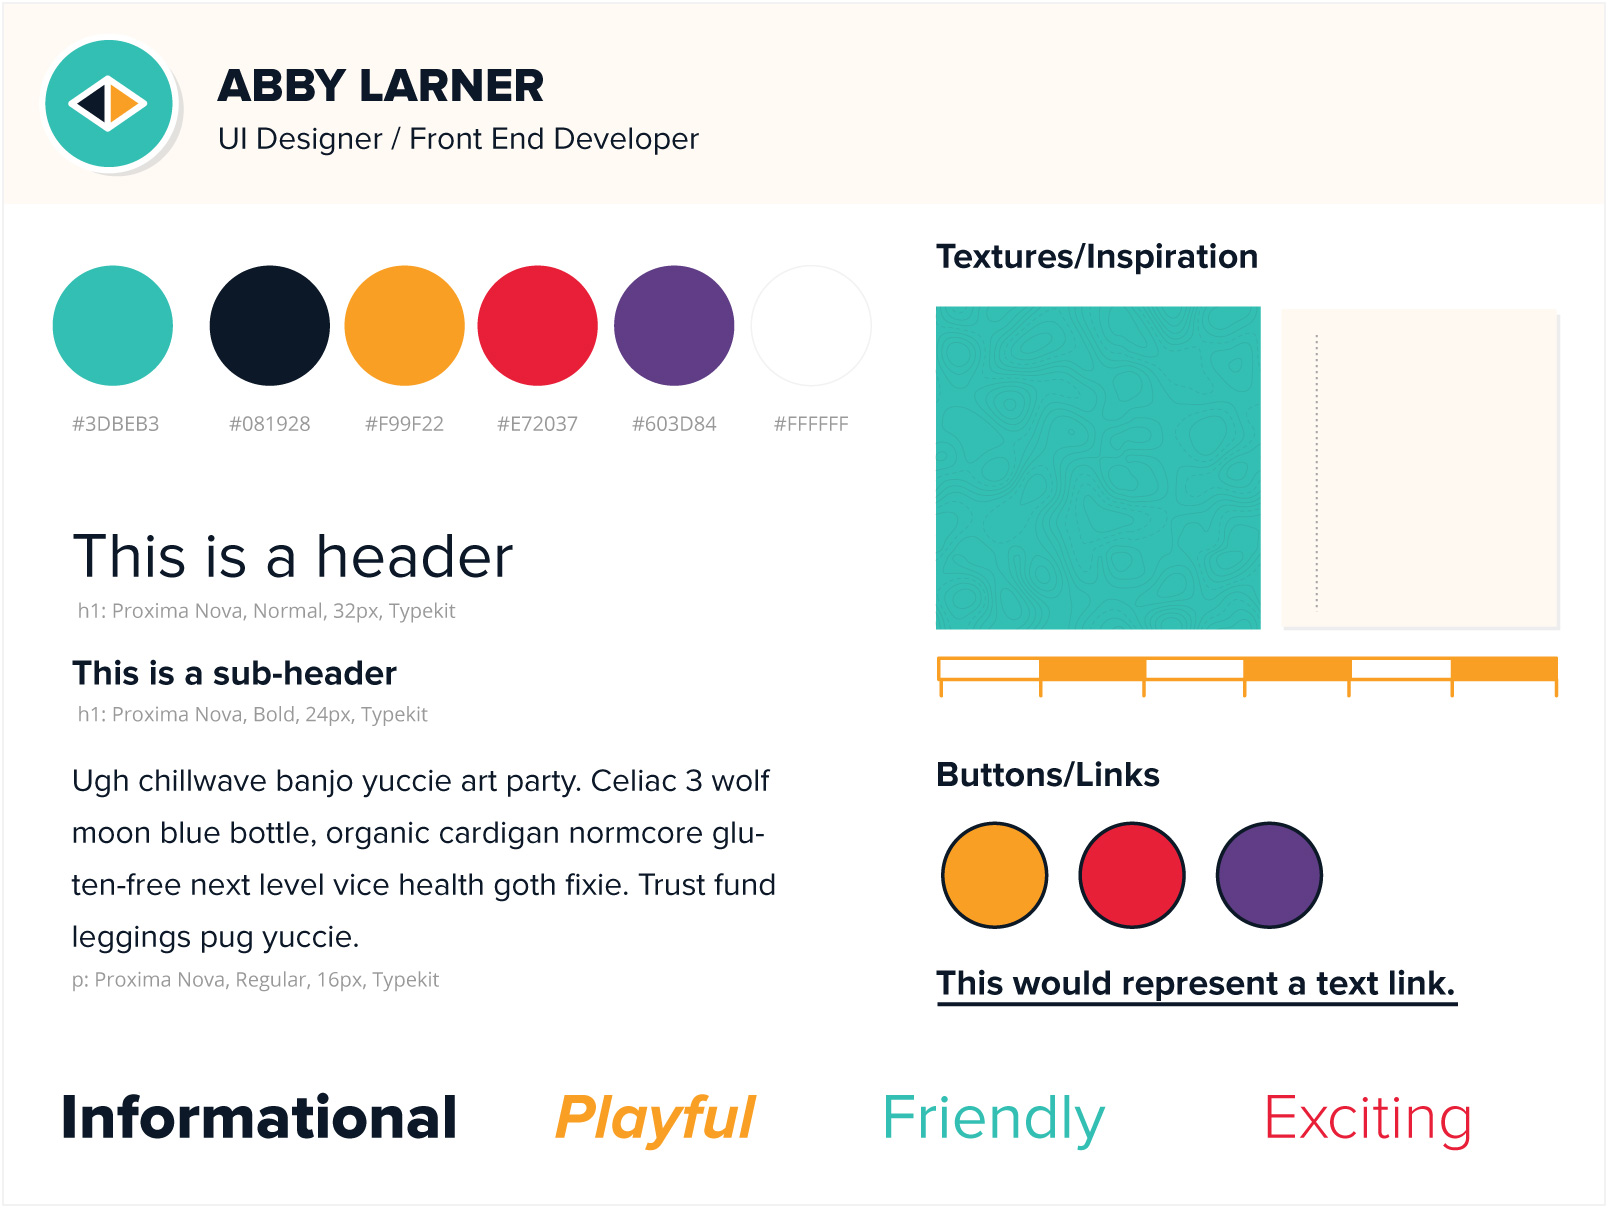 ABBY LARNER
UI Designer / Front End Developer
#3DBEB3
#081928
#F99F22
#E72037
#603D84
#FFFFFF
This is a header
h1: Proxima Nova, Normal, 32px, Typekit
This is a sub-header
h1: Proxima Nova, Bold, 24px, Typekit
Ugh chillwave banjo yuccie art party. Celiac 3 wolf
moon blue bottle, organic cardigan normcore glu-
ten-free next level vice health goth fixie. Trust fund
leggings pug yuccie.
p: Proxima Nova, Regular, 16px, Typekit
Textures/Inspiration
Buttons/Links
This would represent a text link.
Informational
Playful
Friendly
Exciting